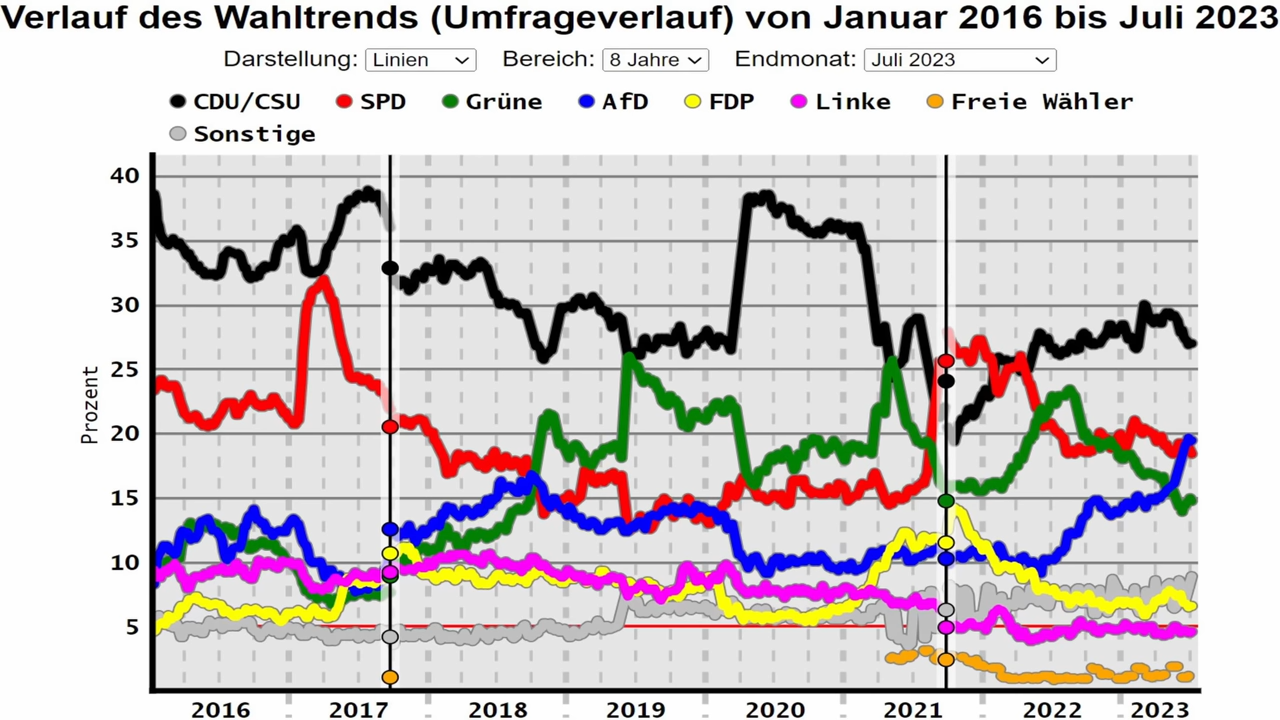 Verlauf des Wahltrends (Umfrageverlauf) von Januar 2016 bis Juli 2023
Darstellung: Linien Bereich: 8 Jahre Endmonat: Juli 2023
CDU/CSU SPD Grüne AfD FDP Linke Freie Wähler
Sonstige
40
35
30
25
20
15
10
5
Prozent
2016 2017 2018 2019 2020 2021 2022 2023